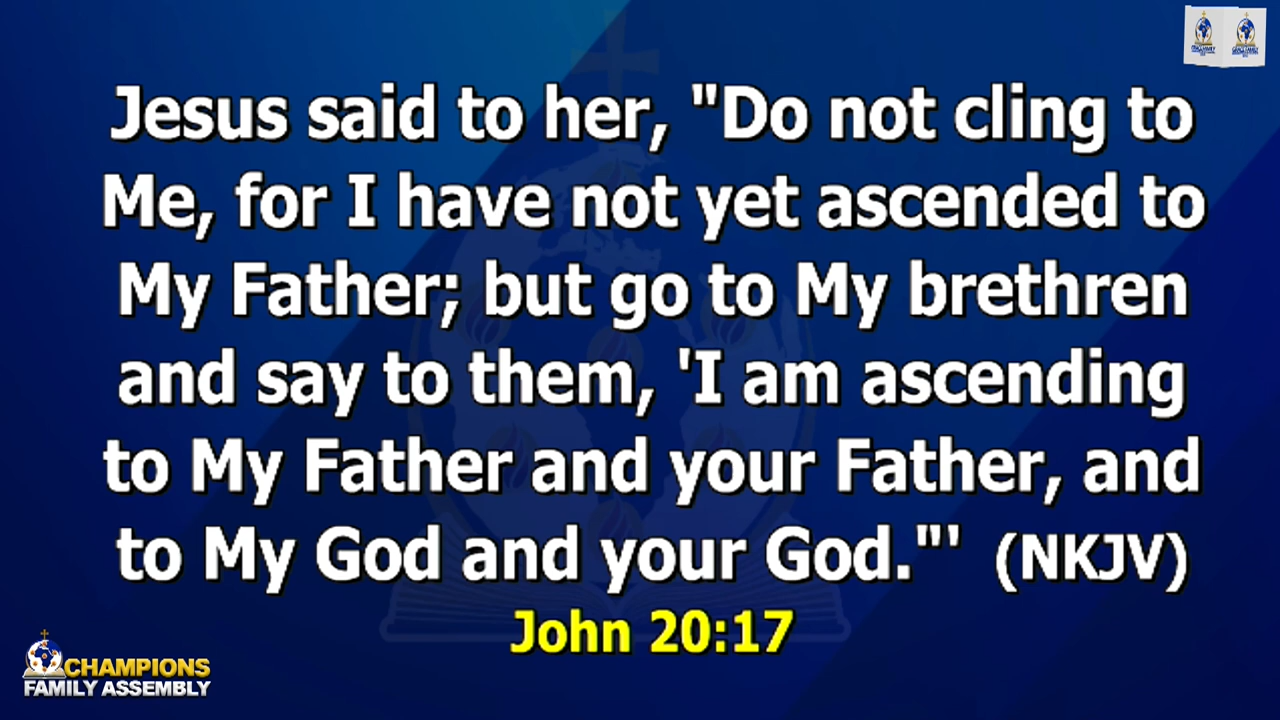 Jesus said to her, "Do not cling to
Me, for I have not yet ascended to
My Father; but go to My brethren
and say to them, 'I am ascending
to My Father and your Father, and
to My God and your God."' (NKJV)
John 20:17
CHAMPIONS
FAMILY ASSEMBLY